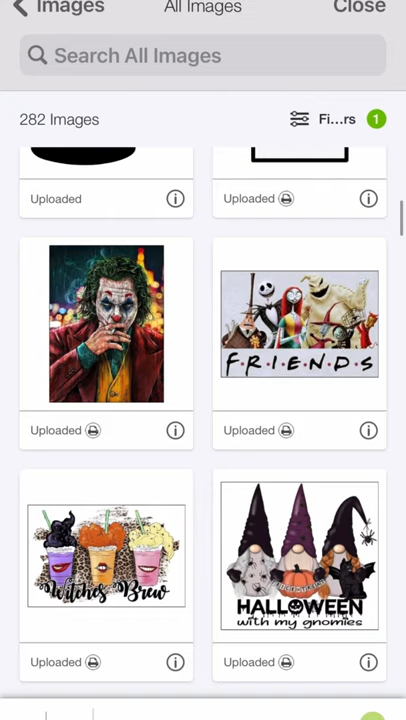 Images
All Images
Close
Search All Images
282 Images
Fi...rs
1
Uploaded
Uploaded
F·R·I·E·N·D·S
Uploaded
Uploaded
Witches Brew
HALLOWEEN
with my gnomies
Uploaded
Uploaded